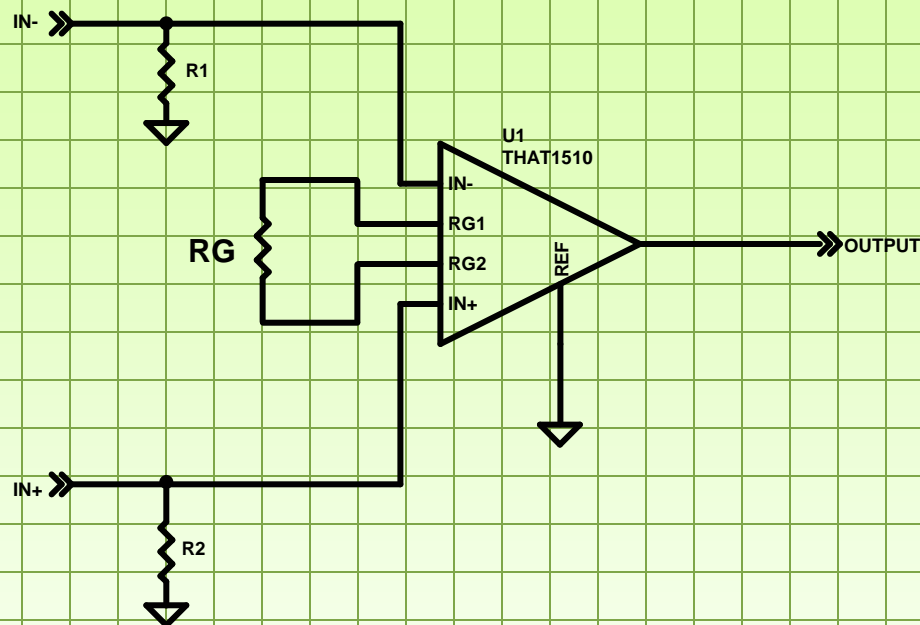 IN-
R1
U1
THAT1510
IN-
RG1
RG
RG2
REF
OUTPUT
IN+
IN+
R2